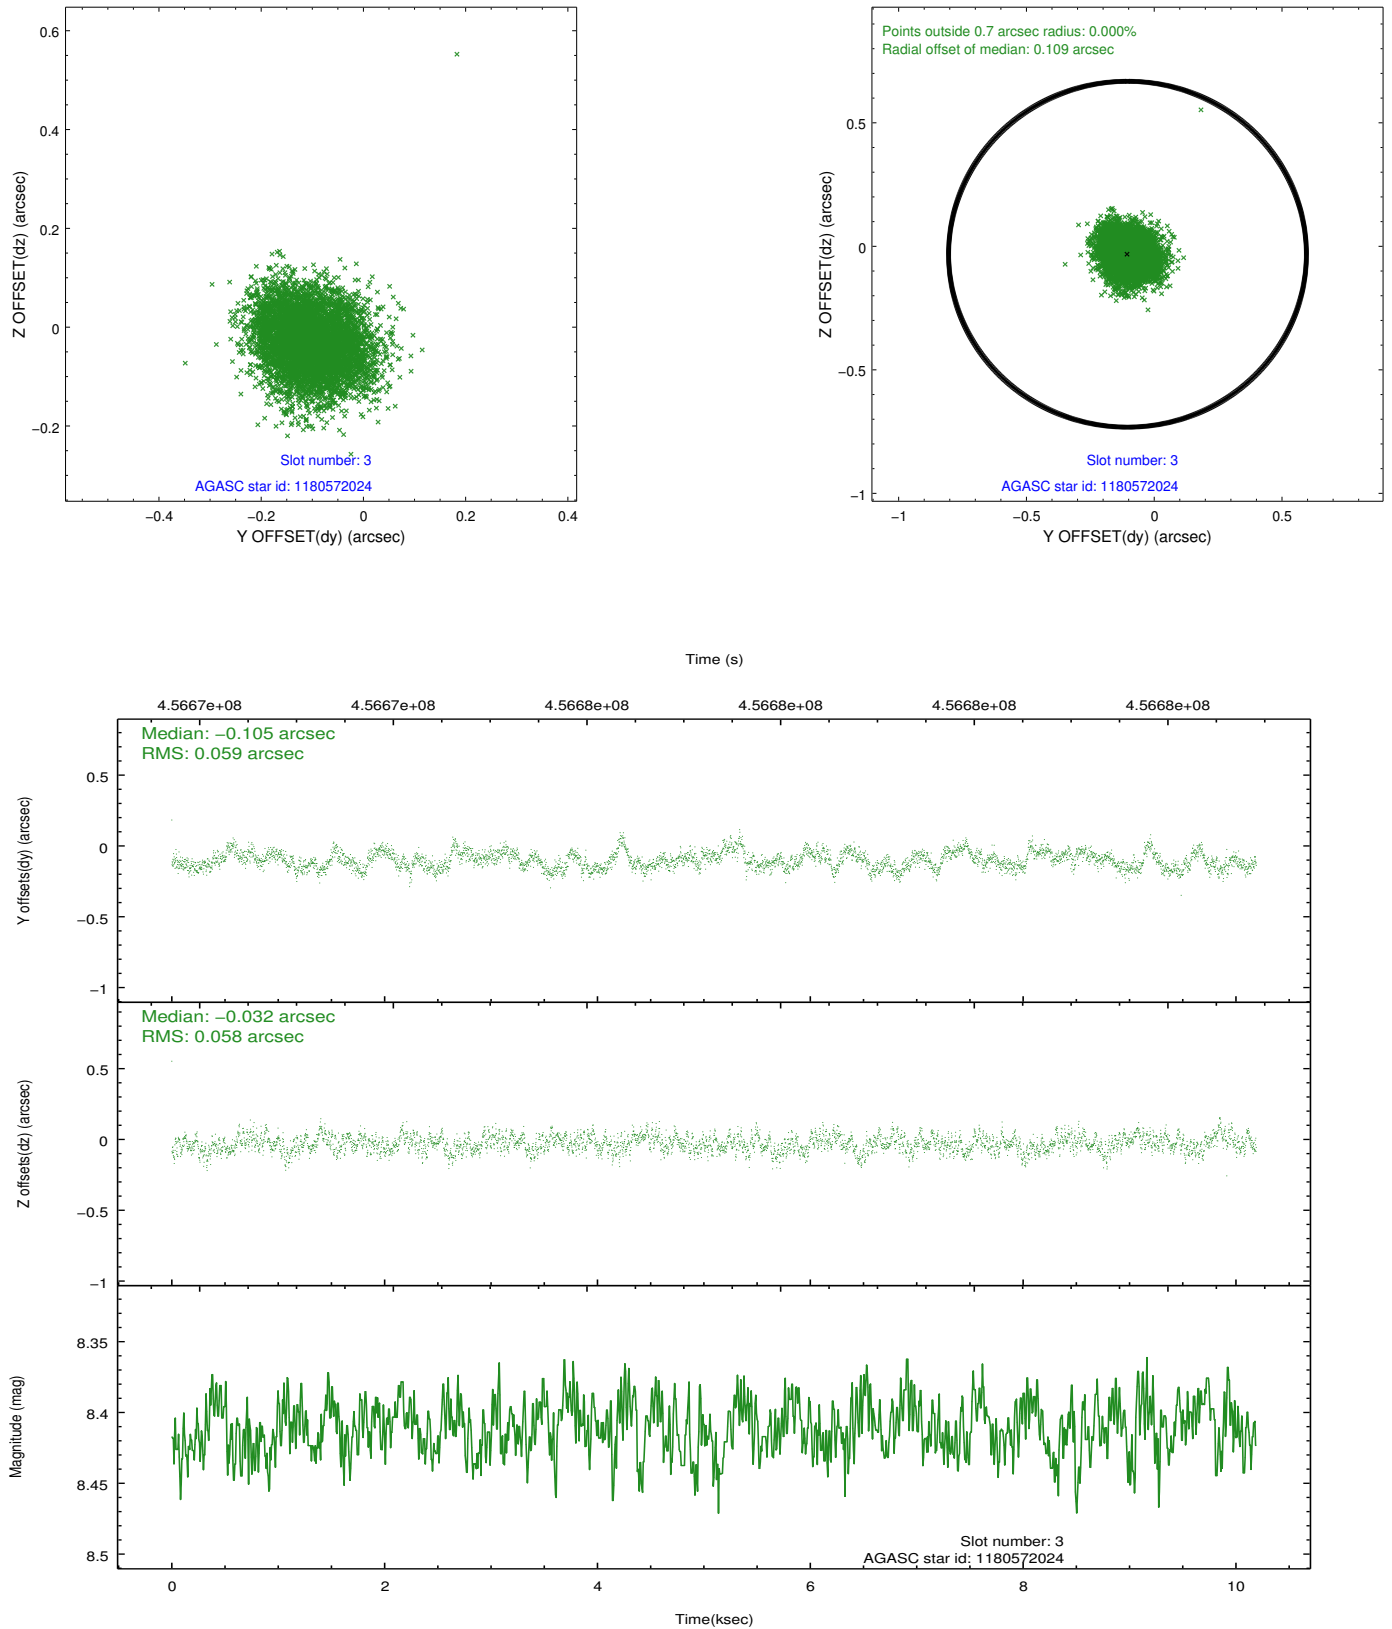 0.6
0.4
0.2
0
−0.2
Z OFFSET(dz) (arcsec)
Slot number: 3
AGASC star id: 1180572024
−0.4
−0.2
0
0.2
0.4
Y OFFSET(dy) (arcsec)
Points outside 0.7 arcsec radius: 0.000%
Radial offset of median: 0.109 arcsec
0.5
0
−0.5
−1
Z OFFSET(dz) (arcsec)
Slot number: 3
AGASC star id: 1180572024
−1
−0.5
0
0.5
Y OFFSET(dy) (arcsec)
Time (s)
4.5667e+08
4.5667e+08
4.5668e+08
4.5668e+08
4.5668e+08
4.5668e+08
Median: −0.105 arcsec
RMS: 0.059 arcsec
0.5
0
−0.5
−1
Y offsets(dy) (arcsec)
Median: −0.032 arcsec
RMS: 0.058 arcsec
0.5
0
−0.5
−1
Z offsets(dz) (arcsec)
8.35
8.4
8.45
8.5
Magnitude (mag)
Slot number: 3
AGASC star id: 1180572024
0
2
4
6
8
10
Time(ksec)